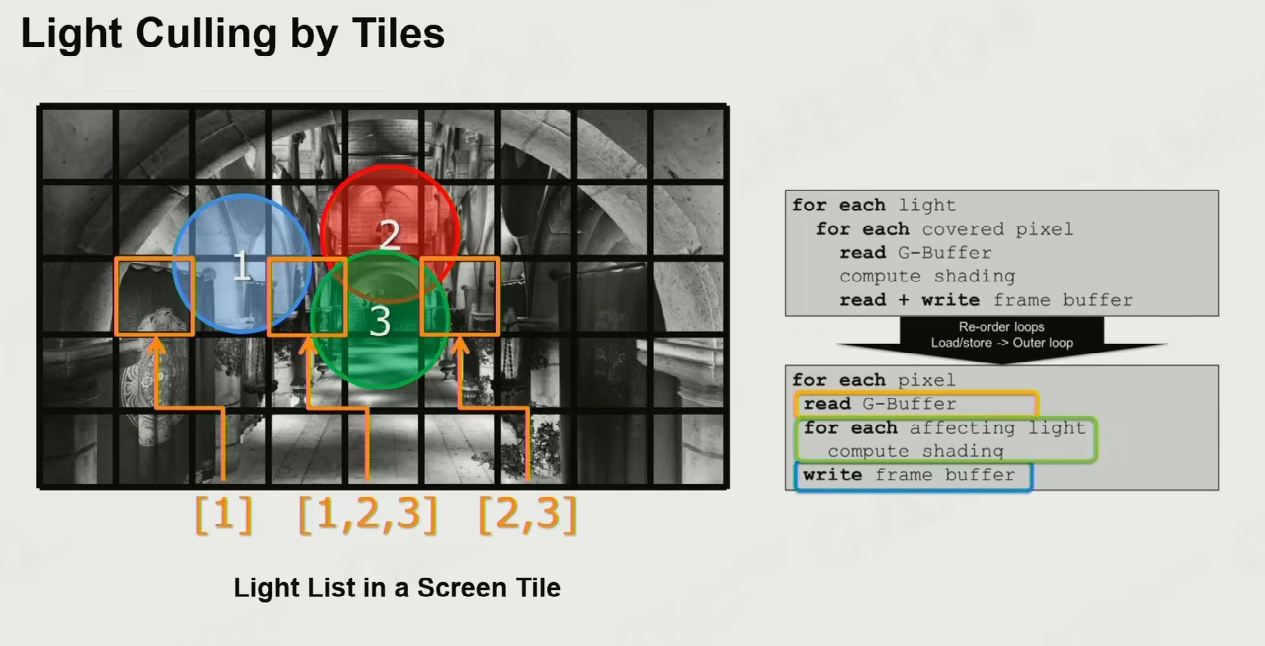 Light Culling by Tiles
1
2
3
[1]
[1,2,3]
[2,3]
Light List in a Screen Tile
for each light
for each covered pixel
read G-Buffer
compute shading
read + write frame buffer
Re-order loops
Load/store -> Outer loop
for each pixel
read G-Buffer
for each affecting light
compute shading
write frame buffer